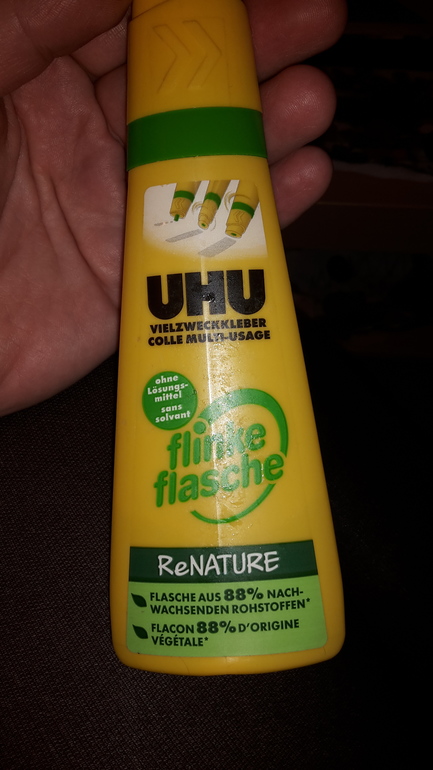 UHU
VIELZWECKKLEBER
COLLE MULTI-USAGE
ohne
Lösungs-
mittel
sans
solvant
flinke
flasche
ReNATURE
FLASCHE AUS 88% NACH-
WACHSENDEN ROHSTOFFEN*
FLACON 88% D'ORIGINE
VÉGÉTALE*